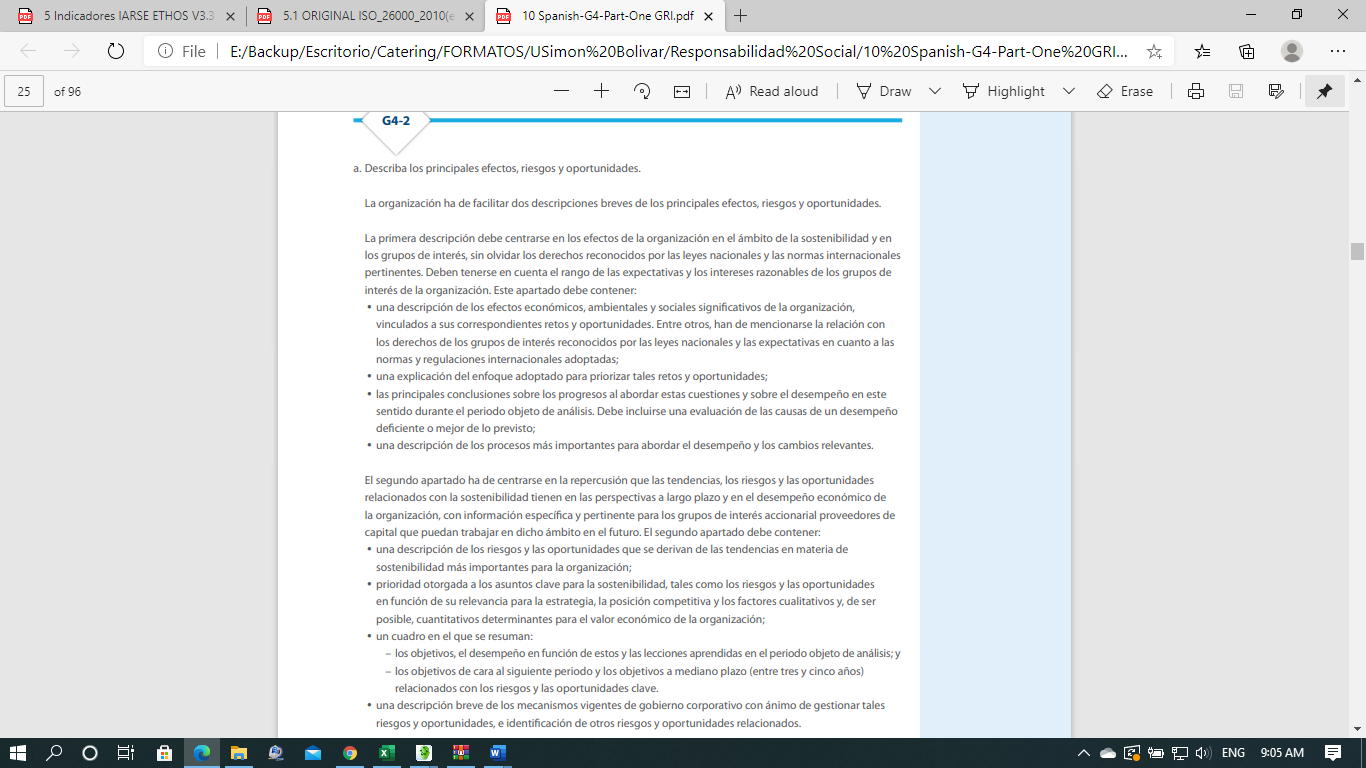 5 Indicadores IARSE ETHOS V3.3
5.1 ORIGINAL ISO_26000_2010(e
10 Spanish-G4-Part-One GRI.pdf
File
E:/Backup/Escritorio/Catering/FORMATOS/USimon%20Bolivar/Responsabilidad%20Social/10%20Spanish-G4-Part-One%20GRI...
25 of 96
Read aloud
Draw
Highlight
Erase
G4-2
a. Describa los principales efectos, riesgos y oportunidades.
La organización ha de facilitar dos descripciones breves de los principales efectos, riesgos y oportunidades.
La primera descripción debe centrarse en los efectos de la organización en el ámbito de la sostenibilidad y en
los grupos de interés, sin olvidar los derechos reconocidos por las leyes nacionales y las normas internacionales
pertinentes. Deben tenerse en cuenta el rango de las expectativas y los intereses razonables de los grupos de
interés de la organización. Este apartado debe contener:
• una descripción de los efectos económicos, ambientales y sociales significativos de la organización,
vinculados a sus correspondientes retos y oportunidades. Entre otros, han de mencionarse la relación con
los derechos de los grupos de interés reconocidos por las leyes nacionales y las expectativas en cuanto a las
normas y regulaciones internacionales adoptadas;
• una explicación del enfoque adoptado para priorizar tales retos y oportunidades;
• las principales conclusiones sobre los progresos al abordar estas cuestiones y sobre el desempeño en este
sentido durante el periodo objeto de análisis. Debe incluirse una evaluación de las causas de un desempeño
deficiente o mejor de lo previsto;
• una descripción de los procesos más importantes para abordar el desempeño y los cambios relevantes.
El segundo apartado ha de centrarse en la repercusión que las tendencias, los riesgos y las oportunidades
relacionados con la sostenibilidad tienen en las perspectivas a largo plazo y en el desempeño económico de
la organización, con información específica y pertinente para los grupos de interés accionarial proveedores de
capital que puedan trabajar en dicho ámbito en el futuro. El segundo apartado debe contener:
• una descripción de los riesgos y las oportunidades que se derivan de las tendencias en materia de
sostenibilidad más importantes para la organización;
• prioridad otorgada a los asuntos clave para la sostenibilidad, tales como los riesgos y las oportunidades
en función de su relevancia para la estrategia, la posición competitiva y los factores cualitativos y, de ser
posible, cuantitativos determinantes para el valor económico de la organización;
• un cuadro en el que se resuman:
– los objetivos, el desempeño en función de estos y las lecciones aprendidas en el periodo objeto de análisis; y
– los objetivos de cara al siguiente periodo y los objetivos a mediano plazo (entre tres y cinco años)
relacionados con los riesgos y las oportunidades clave.
• una descripción breve de los mecanismos vigentes de gobierno corporativo con ánimo de gestionar tales
riesgos y oportunidades, e identificación de otros riesgos y oportunidades relacionados.
ENG
9:05 AM